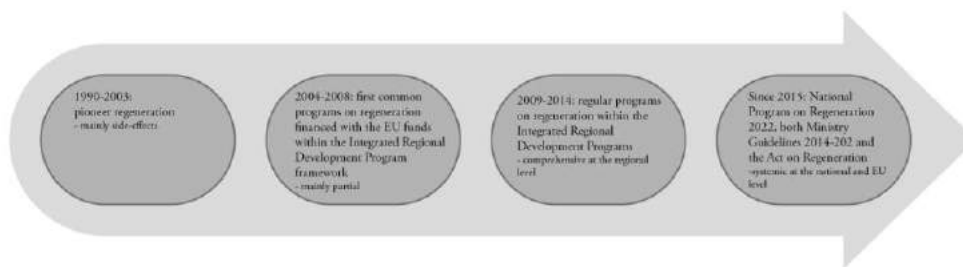 1990-2003:
pioneer regeneration
- mainly side-effects
2004-2008: first common
programs on regeneration
financed with the EU funds
within the Integrated Regional
Development Program
framework
- mainly partial
2009-2014: regular programs
on regeneration within the
Integrated Regional
Development Programs
- comprehensive at the regional
level
Since 2015: National
Program on Regeneration
2022, both Ministry
Guidelines 2014-202 and
the Act on Regeneration
-systemic at the national and EU
level